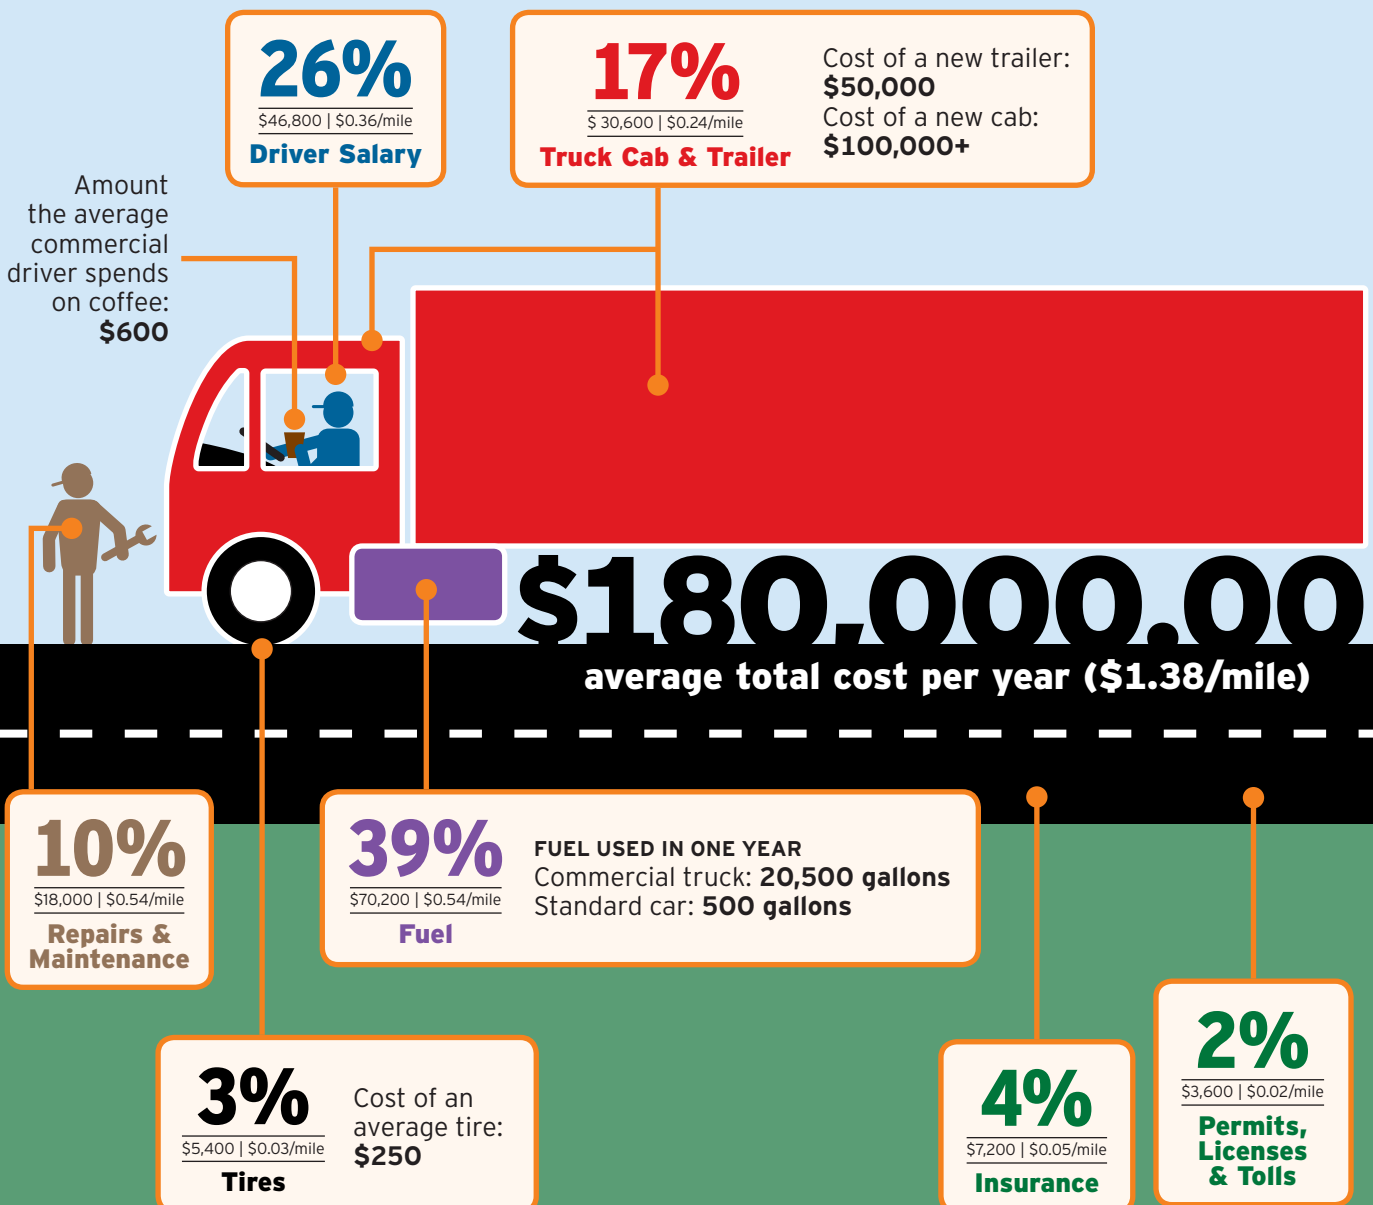 26%
$46,800 | $0.36/mile
Driver Salary
17%
$ 30,600 | $0.24/mile
Truck Cab & Trailer
Cost of a new trailer:
$50,000
Cost of a new cab:
$100,000+
Amount
the average
commercial
driver spends
on coffee:
$600
$180,000.00
average total cost per year ($1.38/mile)
10%
$18,000 | $0.54/mile
Repairs &
Maintenance
39%
$70,200 | $0.54/mile
Fuel
FUEL USED IN ONE YEAR
Commercial truck: 20,500 gallons
Standard car: 500 gallons
3%
$5,400 | $0.03/mile
Tires
Cost of an
average tire:
$250
4%
$7,200 | $0.05/mile
Insurance
2%
$3,600 | $0.02/mile
Permits,
Licenses
& Tolls